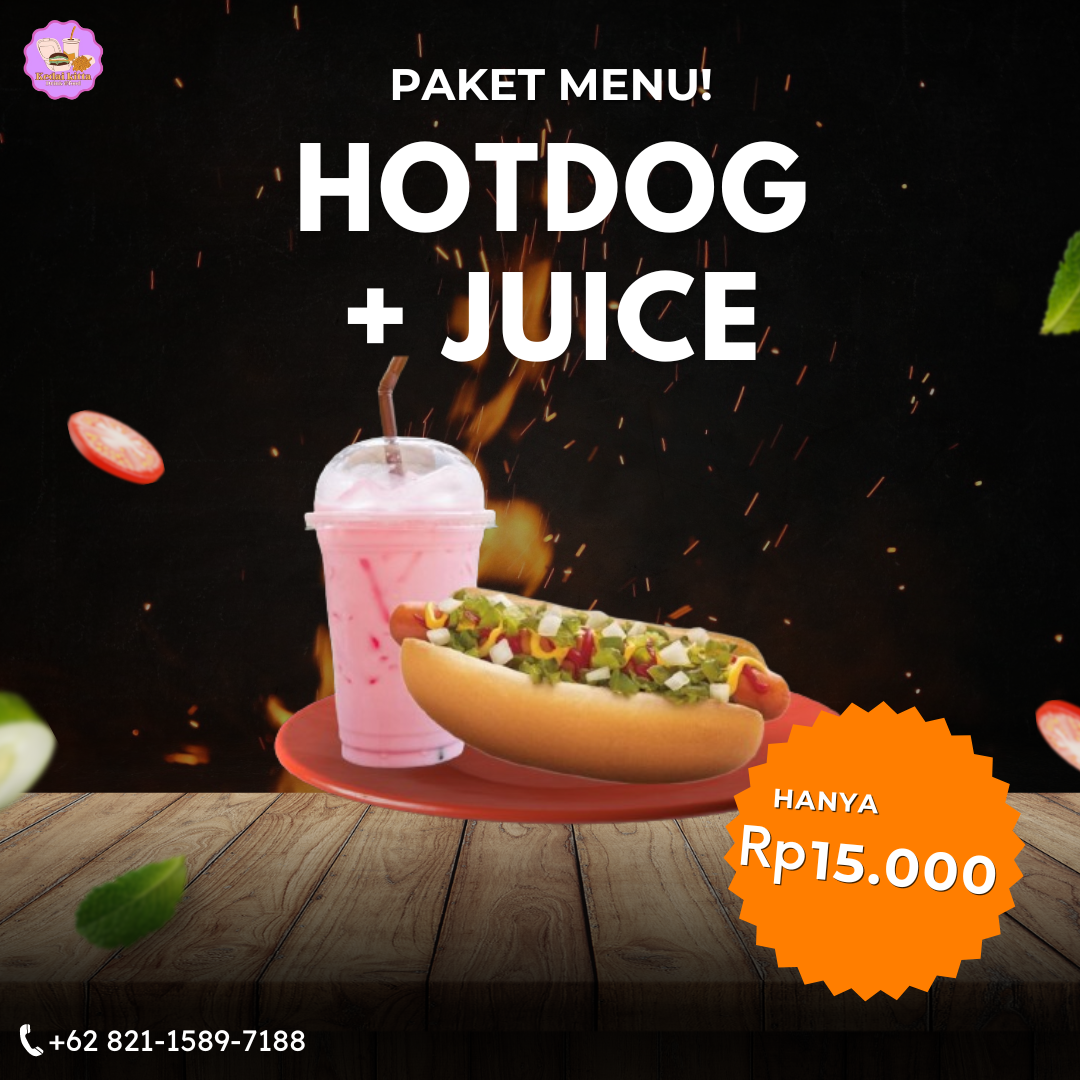 PAKET MENU!
HOTDOG
+ JUICE
HANYA
Rp15.000
+62 821-1589-7188